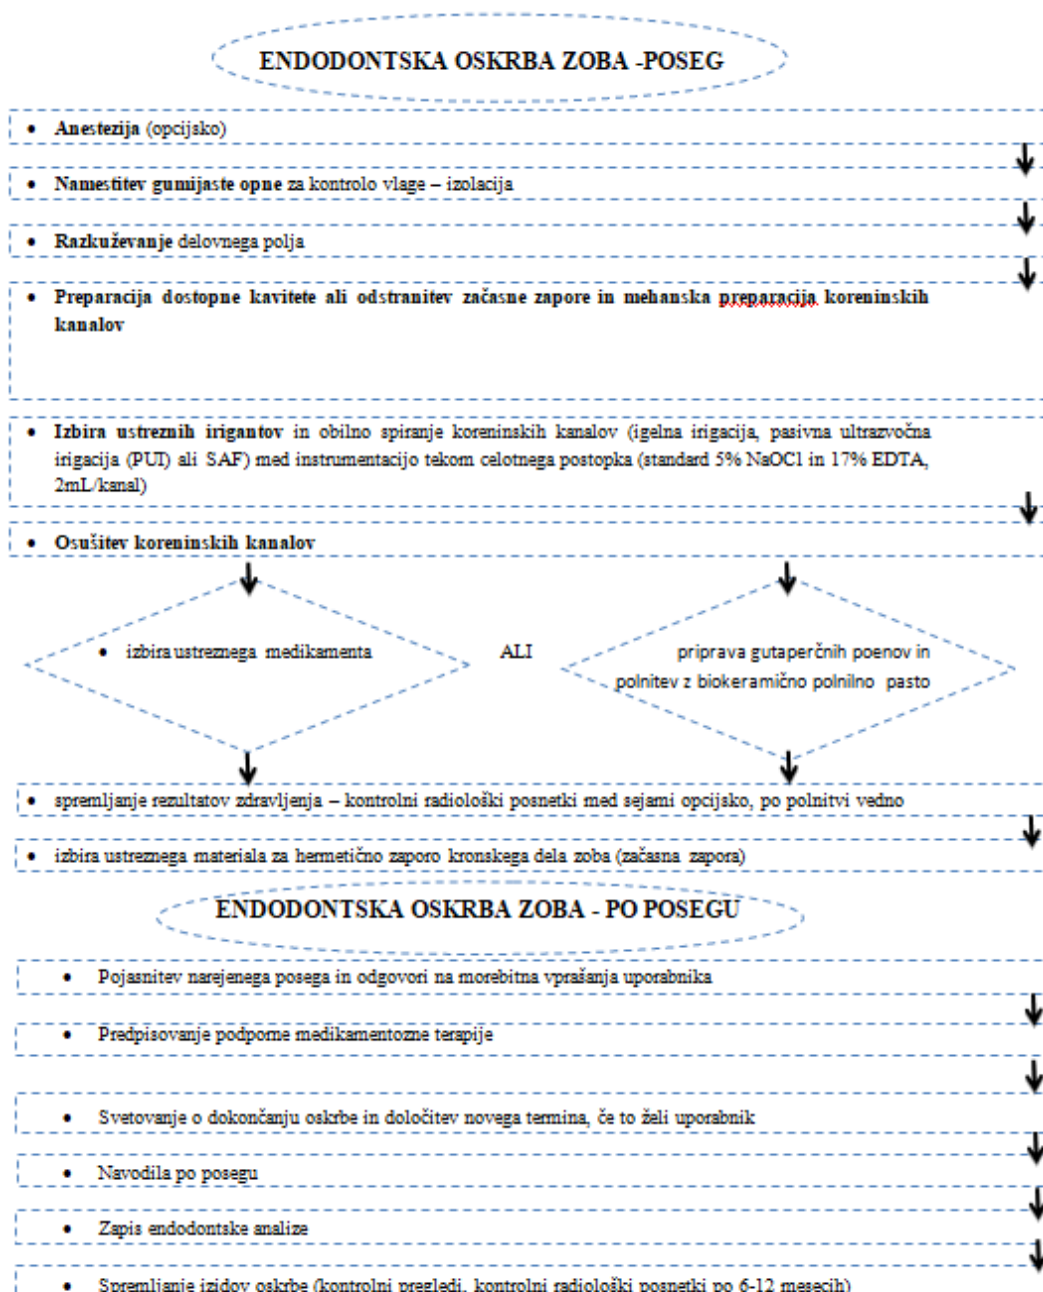 ENDODONTSKA OSKRBA ZOBA -POSEG
• Anestezija (opcijsko)
• Namestitev gumijaste opne za kontrolo vlage – izolacija
• Razkuževanje delovnega polja
• Preparacija dostopne kavitete ali odstranitev začasne zapore in mehanska preparacija koreninskih
kanalov
• Izbira ustreznih irigantov in obilno spiranje koreninskih kanalov (igelna irigacija, pasivna ultrazvočna
irigacija (PUI) ali SAF) med instrumentacijo tekom celotnega postopka (standard 5% NaOCl in 17% EDTA,
2mL/kanal)
• Osušitev koreninskih kanalov
• izbira ustreznega medikamenta
ALI
priprava gutaperčnih poenov in
polnitev z biokeramično polnilno pasto
• spremljanje rezultatov zdravljenja – kontrolni radiološki posnetki med sejami opcijsko, po polnitvi vedno
• izbira ustreznega materiala za hermetično zaporo kronskega dela zoba (začasna zapora)
ENDODONTSKA OSKRBA ZOBA - PO POSEGU
• Pojasnitev narejenega posega in odgovori na morebitna vprašanja uporabnika
• Predpisovanje podporne medikamentozne terapije
• Svetovanje o dokončanju oskrbe in določitev novega termina, če to želi uporabnik
• Navodila po posegu
• Zapis endodontske analize
• Spremljanje izidov oskrbe (kontrolni pregledi, kontrolni radiološki posnetki po 6-12 mesecih)